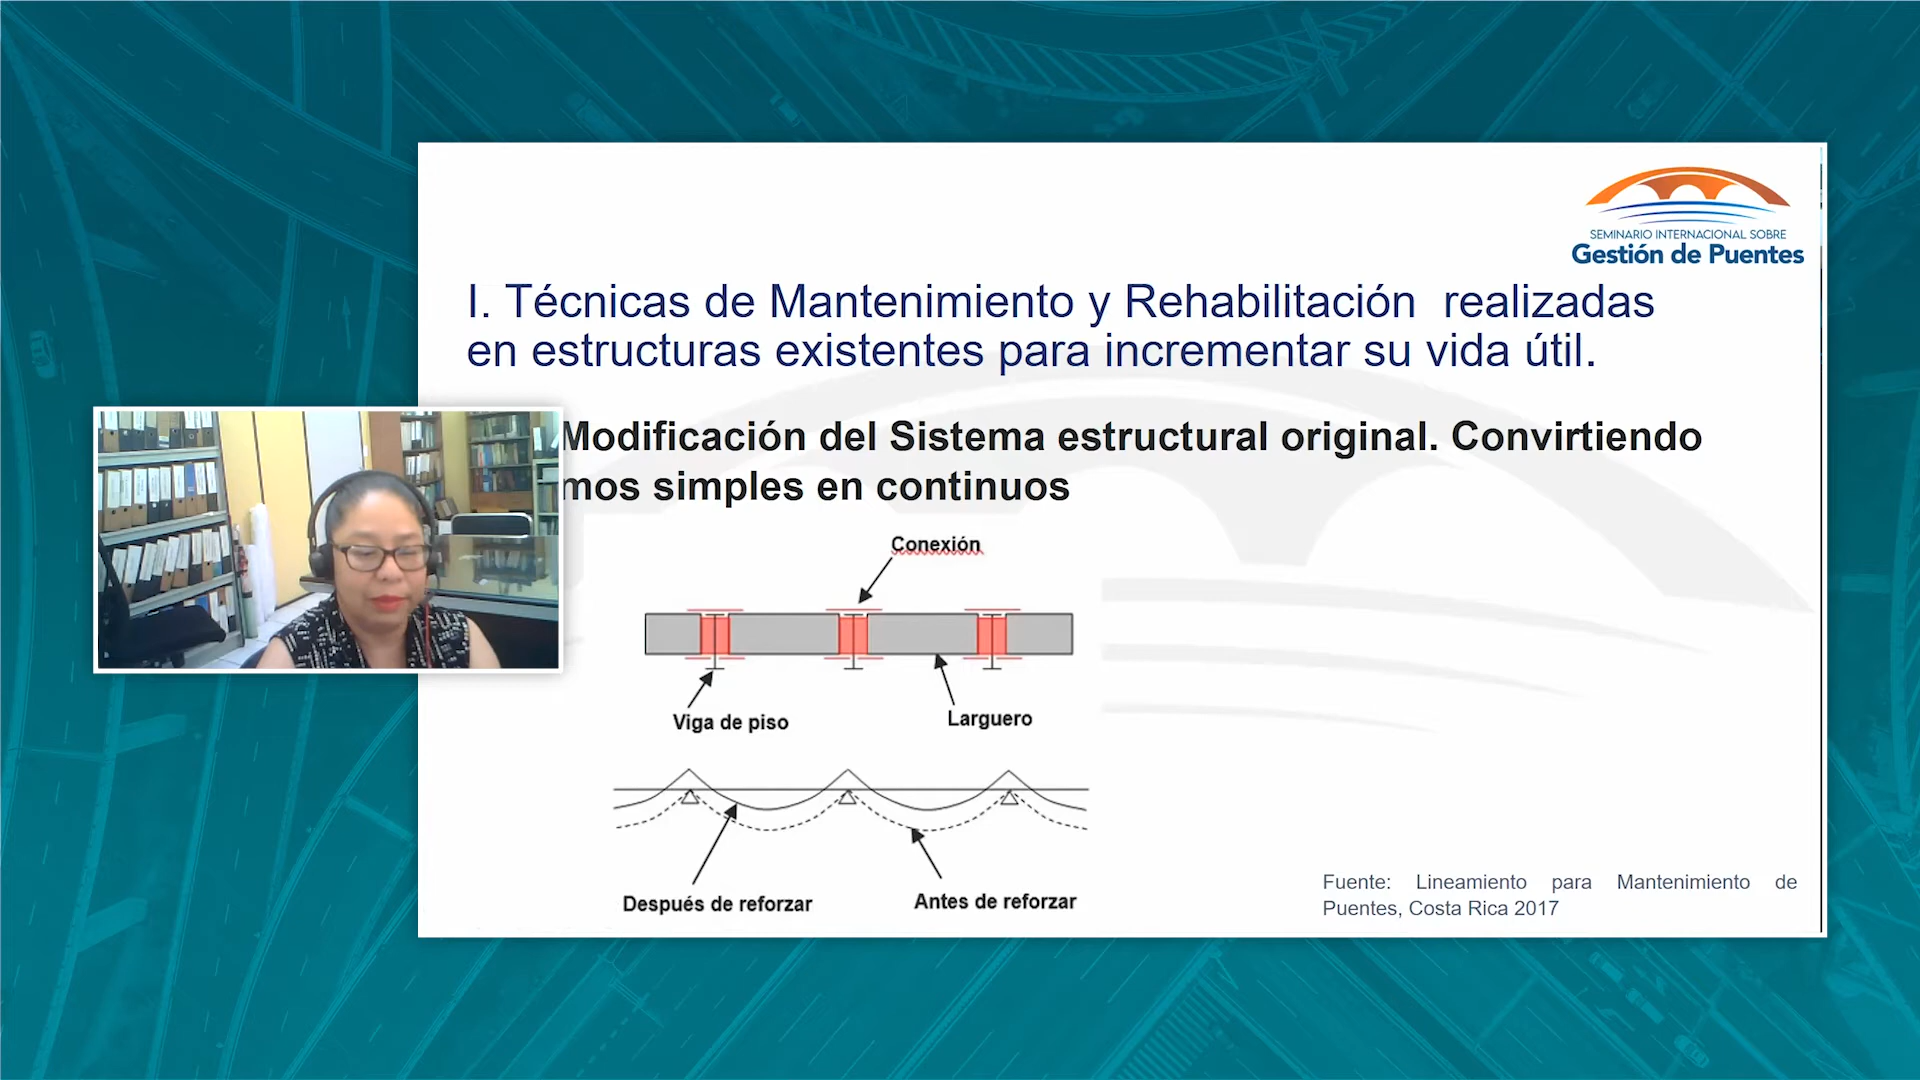 SEMINARIO INTERNACIONAL SOBRE
Gestión de Puentes
I. Técnicas de Mantenimiento y Rehabilitación realizadas
en estructuras existentes para incrementar su vida útil.
Modificación del Sistema estructural original. Convirtiendo
mos simples en continuos
Conexión
Viga de piso
Larguero
Después de reforzar
Antes de reforzar
Fuente: Lineamiento para Mantenimiento de
Puentes, Costa Rica 2017